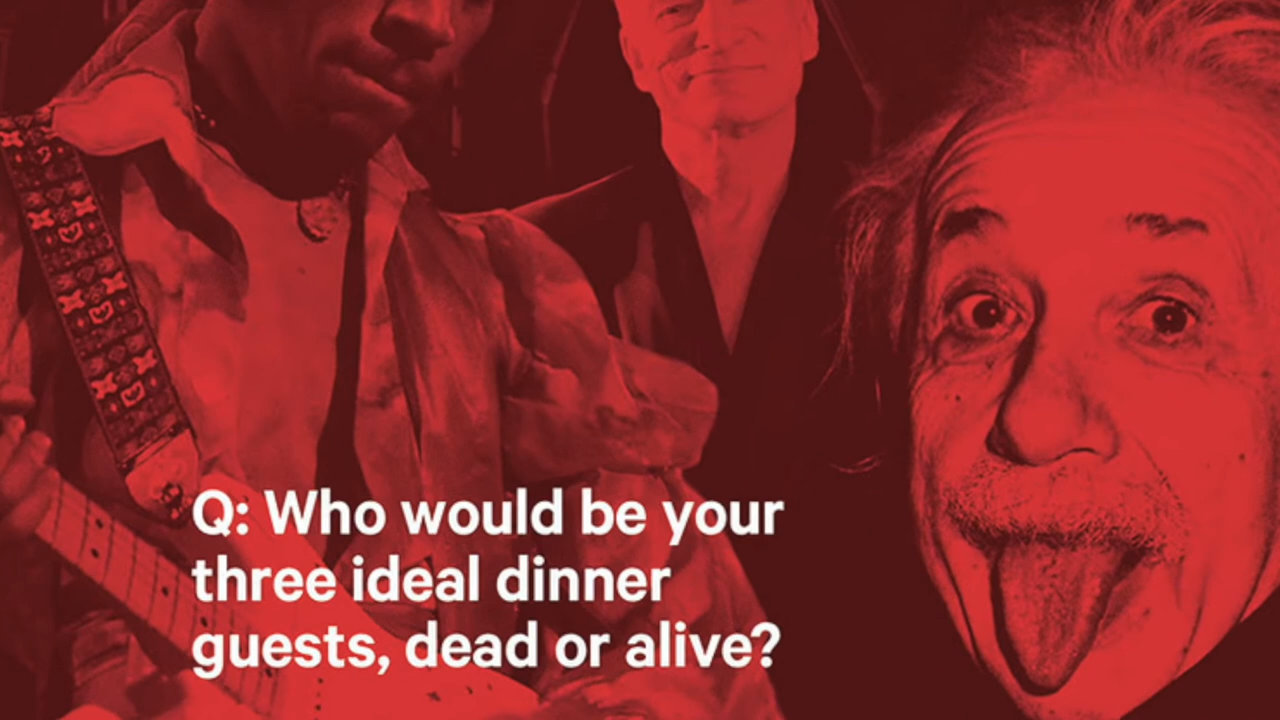 Q: Who would be your
three ideal dinner
guests, dead or alive?